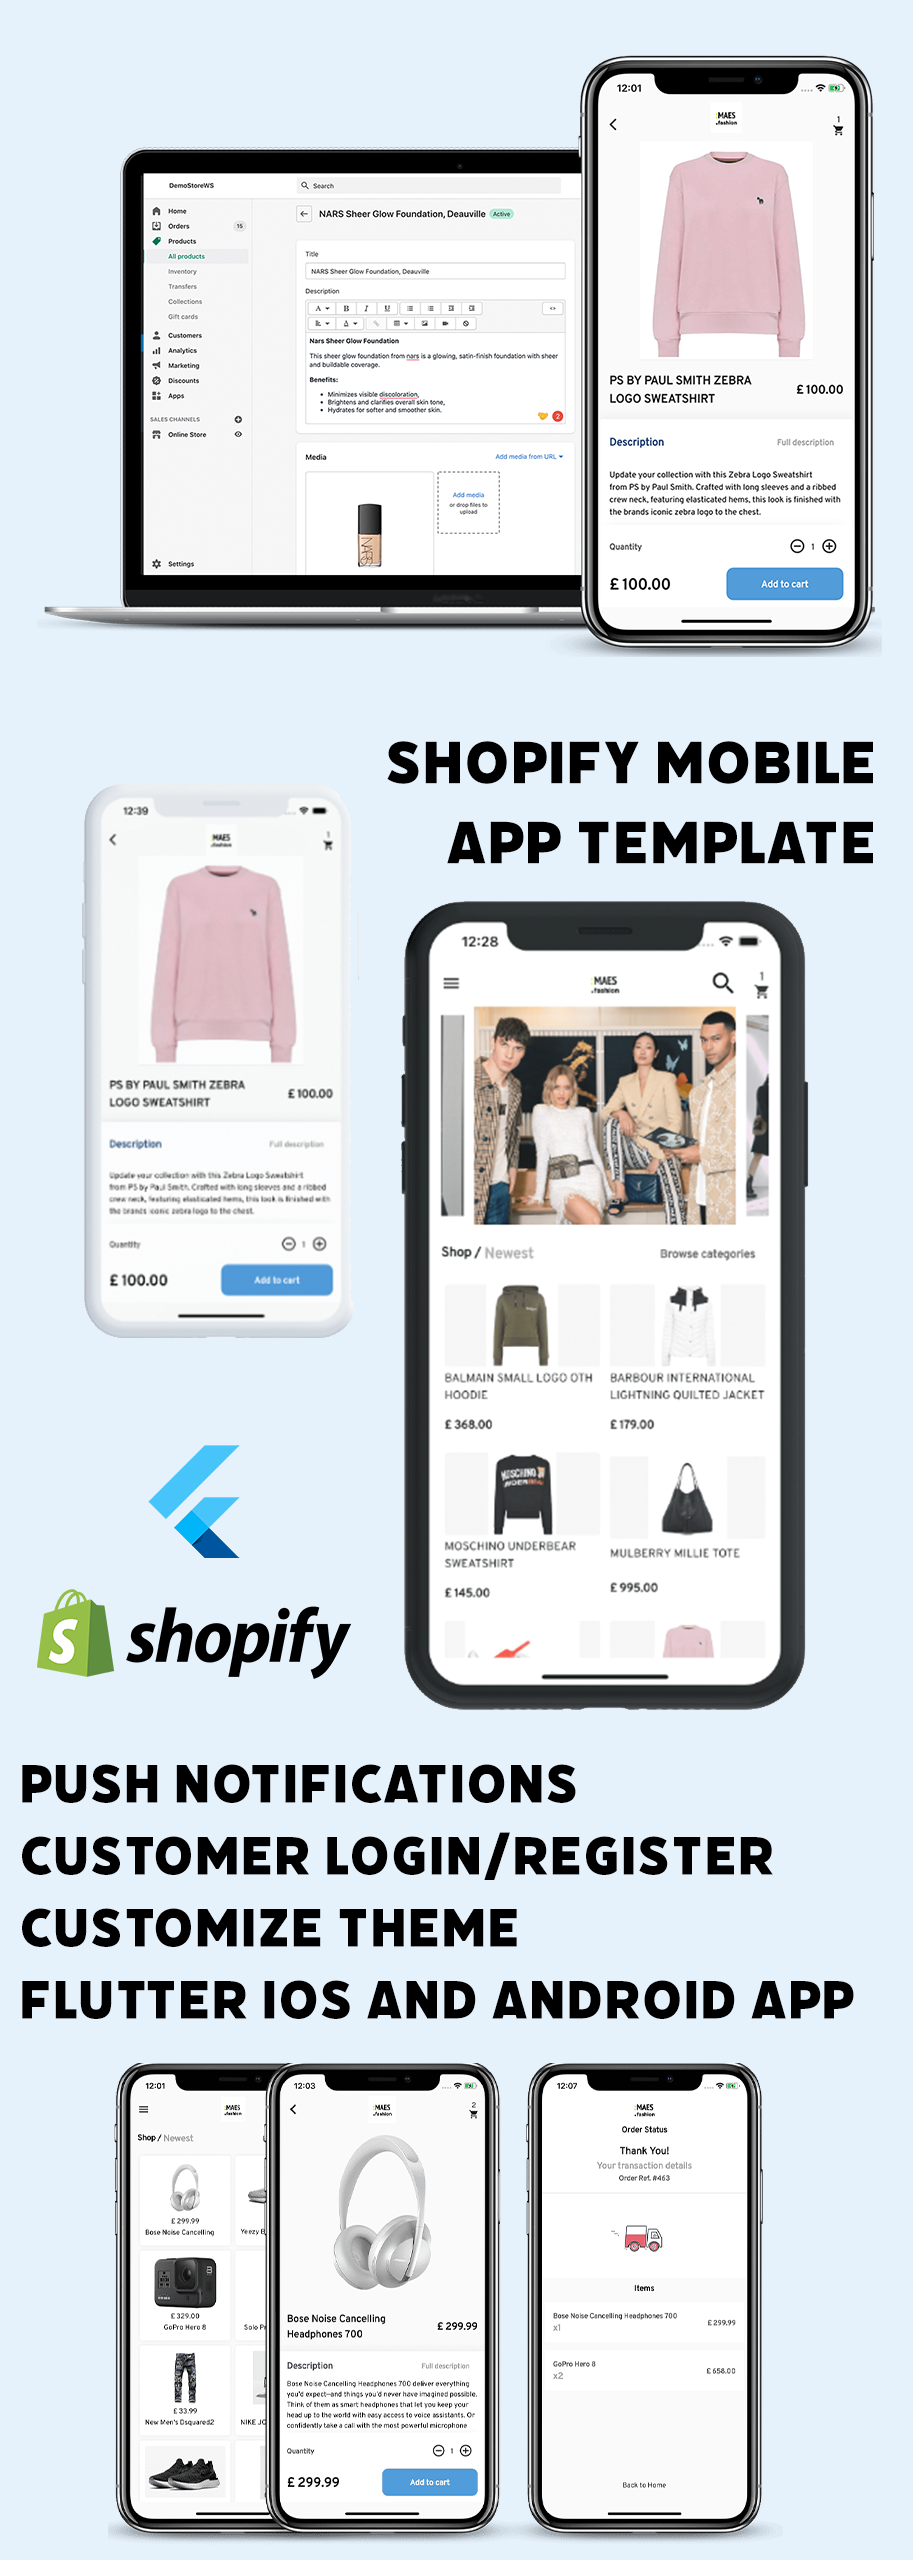 DemoStoreWS
Search
Home
Orders
15
Products
All products
Inventory
Transfers
Collections
Gift cards
Customers
Analytics
Marketing
Discounts
Apps
SALES CHANNELS
Online Store
Settings
NARS Sheer Glow Foundation, Deauville
Active
Title
NARS Sheer Glow Foundation, Deauville
Description
Nars Sheer Glow Foundation
This sheer glow foundation from nars is a glowing, satin-finish foundation with sheer
and buildable coverage.
Benefits:
• Minimizes visible discoloration,
• Brightens and clarifies overall skin tone,
• Hydrates for softer and smoother skin.
2
Media
Add media from URL
Add media
or drop files to
upload
NARS
12:01
MAES
.fashion
1
PS BY PAUL SMITH ZEBRA
LOGO SWEATSHIRT
£ 100.00
Description
Full description
Update your collection with this Zebra Logo Sweatshirt
from PS by Paul Smith. Crafted with long sleeves and a ribbed
crew neck, featuring elasticated hems, this look is finished with
the brands iconic zebra logo to the chest.
Quantity
1
£ 100.00
Add to cart
SHOPIFY MOBILE
APP TEMPLATE
12:39
MAES
.fashion
1
PS BY PAUL SMITH ZEBRA
LOGO SWEATSHIRT
£ 100.00
Description
Full description
Update your collection with this Zebra Logo Sweatshirt
from PS by Paul Smith. Crafted with long sleeves and a ribbed
crew neck, featuring elasticated hems, this look is finished with
the brands iconic zebra logo to the chest.
Quantity
1
£ 100.00
Add to cart
12:28
MAES
.fashion
1
Shop / Newest
Browse categories
BALMAIN SMALL LOGO OTH
HOODIE
£ 368.00
BARBOUR INTERNATIONAL
LIGHTNING QUILTED JACKET
£ 179.00
MOSCHINO
MOSCHINO UNDERBEAR
SWEATSHIRT
£ 145.00
MULBERRY MILLIE TOTE
£ 995.00
shopify
PUSH NOTIFICATIONS
CUSTOMER LOGIN/REGISTER
CUSTOMIZE THEME
FLUTTER IOS AND ANDROID APP
12:01
MAES
.fashion
Shop / Newest
£ 299.99
Bose Noise Cancelling
Yeezy B
£ 329.00
GoPro Hero 8
Solo P
£ 33.99
New Men's Dsquared2
NIKE JO
12:03
MAES
.fashion
2
Bose Noise Cancelling
Headphones 700
£ 299.99
Description
Full description
Bose Noise Cancelling Headphones 700 deliver everything
you'd expect—and things you'd never have imagined possible.
Think of them as smart headphones that let you keep your
head up to the world with easy access to voice assistants. Or
confidently take a call with the most powerful microphone
Quantity
1
£ 299.99
Add to cart
12:07
MAES
.fashion
Order Status
Thank You!
Your transaction details
Order Ref. #463
Items
Bose Noise Cancelling Headphones 700
x1
£ 299.99
GoPro Hero 8
x2
£ 658.00
Back to Home